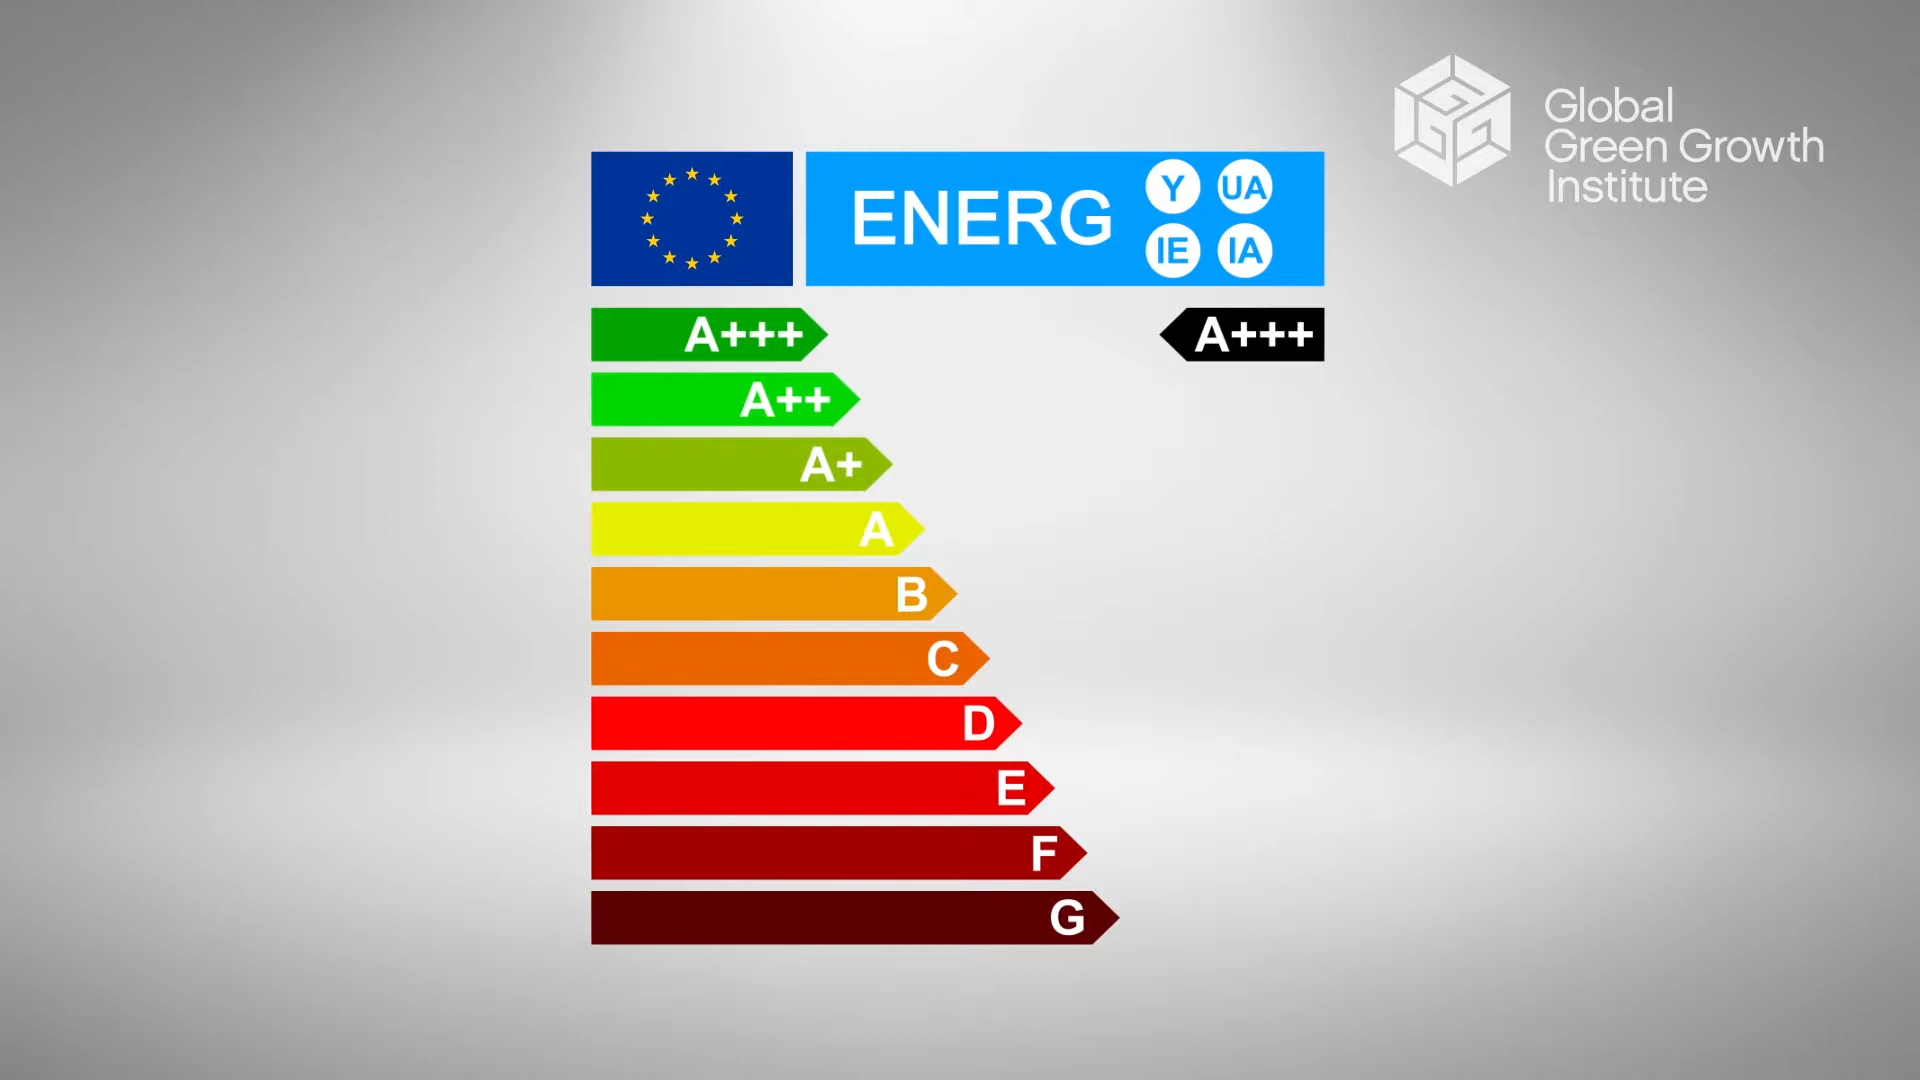 Global
Green Growth
Institute
ENERG
Y UA
IE IA
A+++ A+++
A++
A+
A
B
C
D
E
F
G